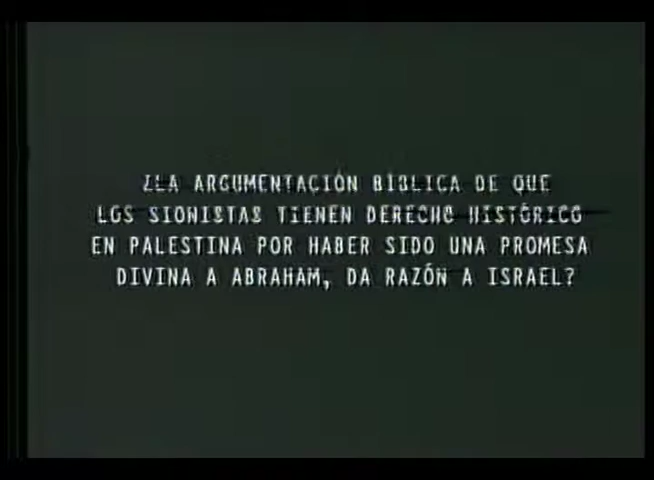 ¿LA ARGUMENTACIÓN BÍBLICA DE QUE
LOS SIONISTAS TIENEN DERECHO HISTÓRICO
EN PALESTINA POR HABER SIDO UNA PROMESA
DIVINA A ABRAHAM, DA RAZÓN A ISRAEL?